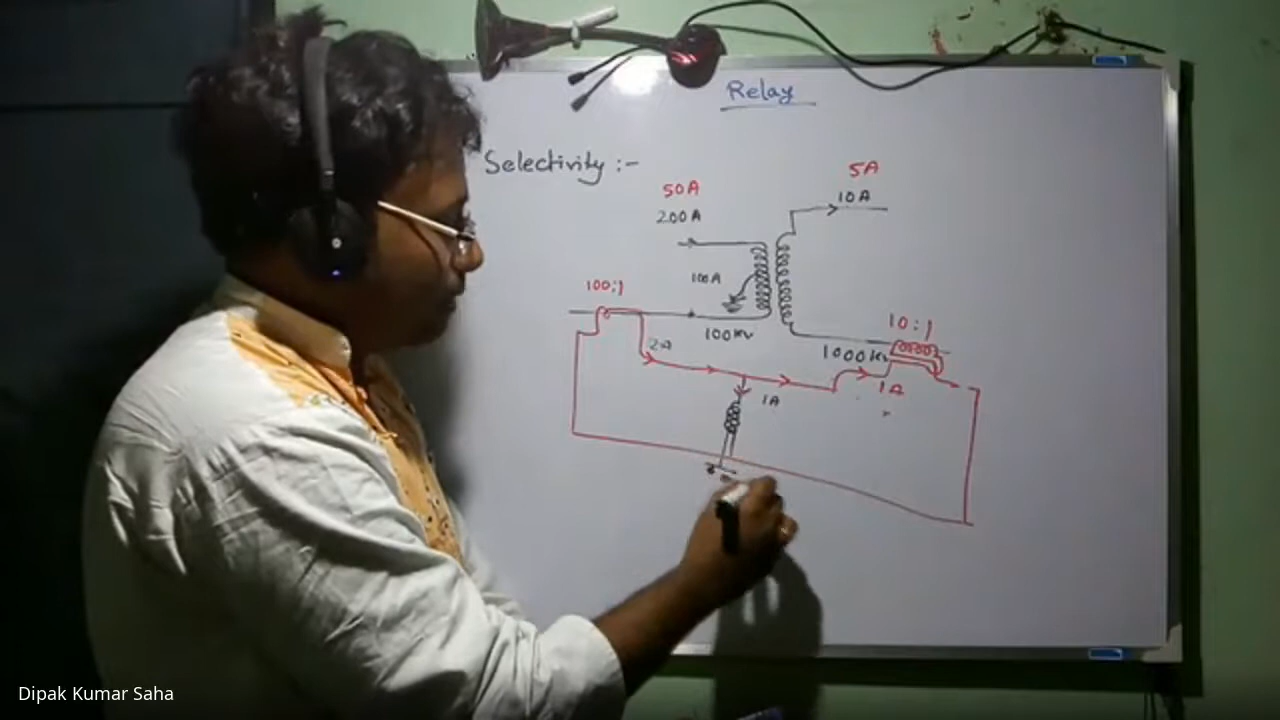 Relay
Selectivity :-
5A
50A
10A
200A
100A
100:1
10:1
100Kv
2A
1000Kv
1A
1A
Dipak Kumar Saha